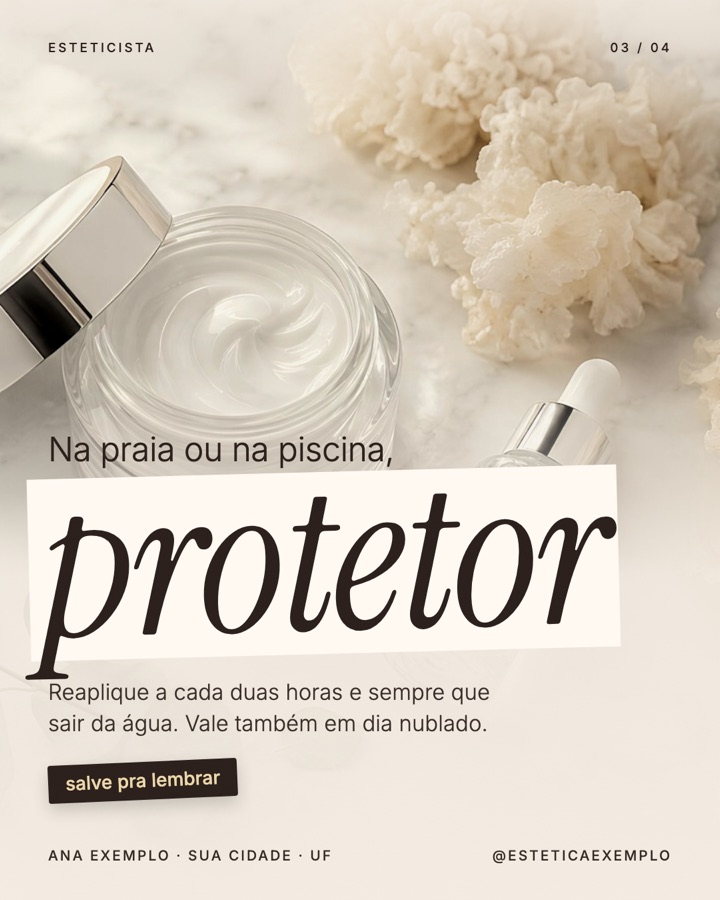 ESTETICISTA
03 / 04
Na praia ou na piscina,
protetor
Reaplique a cada duas horas e sempre que
sair da água. Vale também em dia nublado.
salve pra lembrar
ANA EXEMPLO · SUA CIDADE · UF
@ESTETICAEXEMPLO